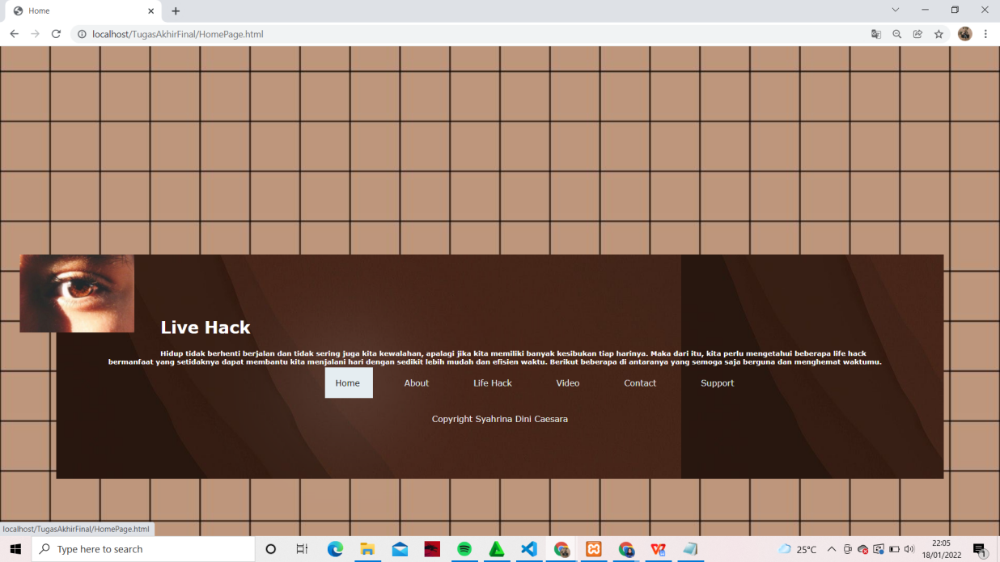 Home
localhost/TugasAkhirFinal/HomePage.html
Live Hack
Hidup tidak berhenti berjalan dan tidak sering juga kita kewalahan, apalagi jika kita memiliki banyak kesibukan tiap harinya. Maka dari itu, kita perlu mengetahui beberapa life hack
bermanfaat yang setidaknya dapat membantu kita menjalani hari dengan sedikit lebih mudah dan efisien waktu. Berikut beberapa di antaranya yang semoga saja berguna dan menghemat waktumu.
Home About Life Hack Video Contact Support
Copyright Syahrina Dini Caesara
localhost/TugasAkhirFinal/HomePage.html
Type here to search
25°C
22:05
18/01/2022
1